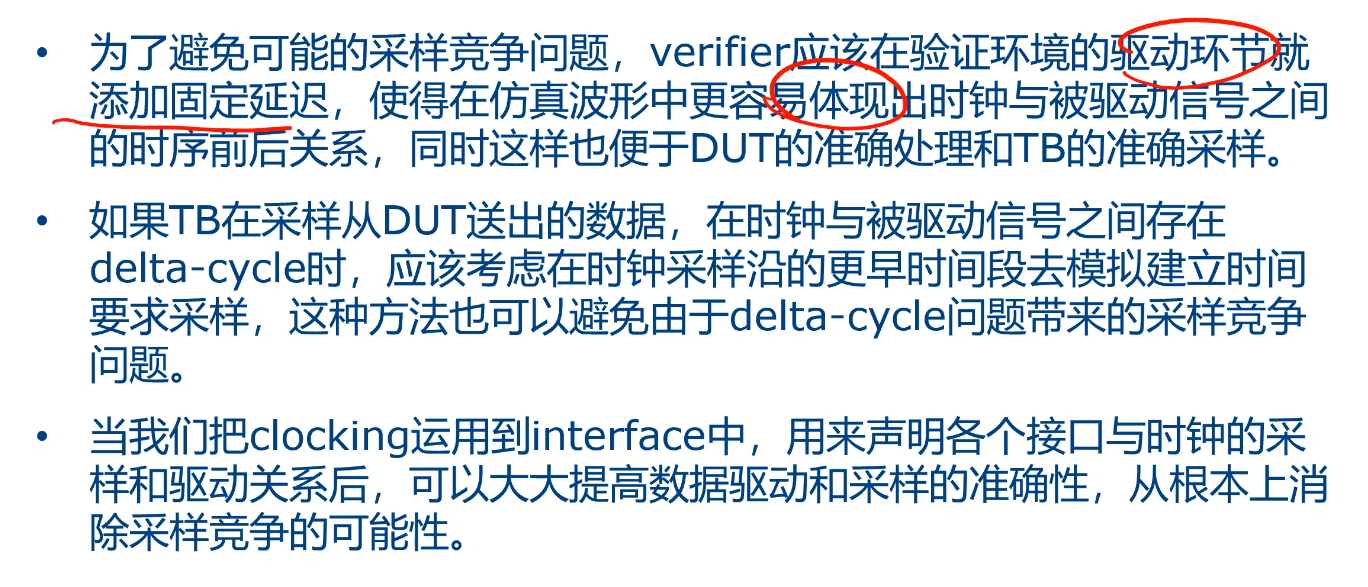 • 为了避免可能的采样竞争问题，verifier应该在验证环境的驱动环节就
添加固定延迟，使得在仿真波形中更容易体现出时钟与被驱动信号之间
的时序前后关系，同时这样也便于DUT的准确处理和TB的准确采样。
• 如果TB在采样从DUT送出的数据，在时钟与被驱动信号之间存在
delta-cycle时，应该考虑在时钟采样沿的更早时间段去模拟建立时间
要求采样，这种方法也可以避免由于delta-cycle问题带来的采样竞争
问题。
• 当我们把clocking运用到interface中，用来声明各个接口与时钟的采
样和驱动关系后，可以大大提高数据驱动和采样的准确性，从根本上消
除采样竞争的可能性。